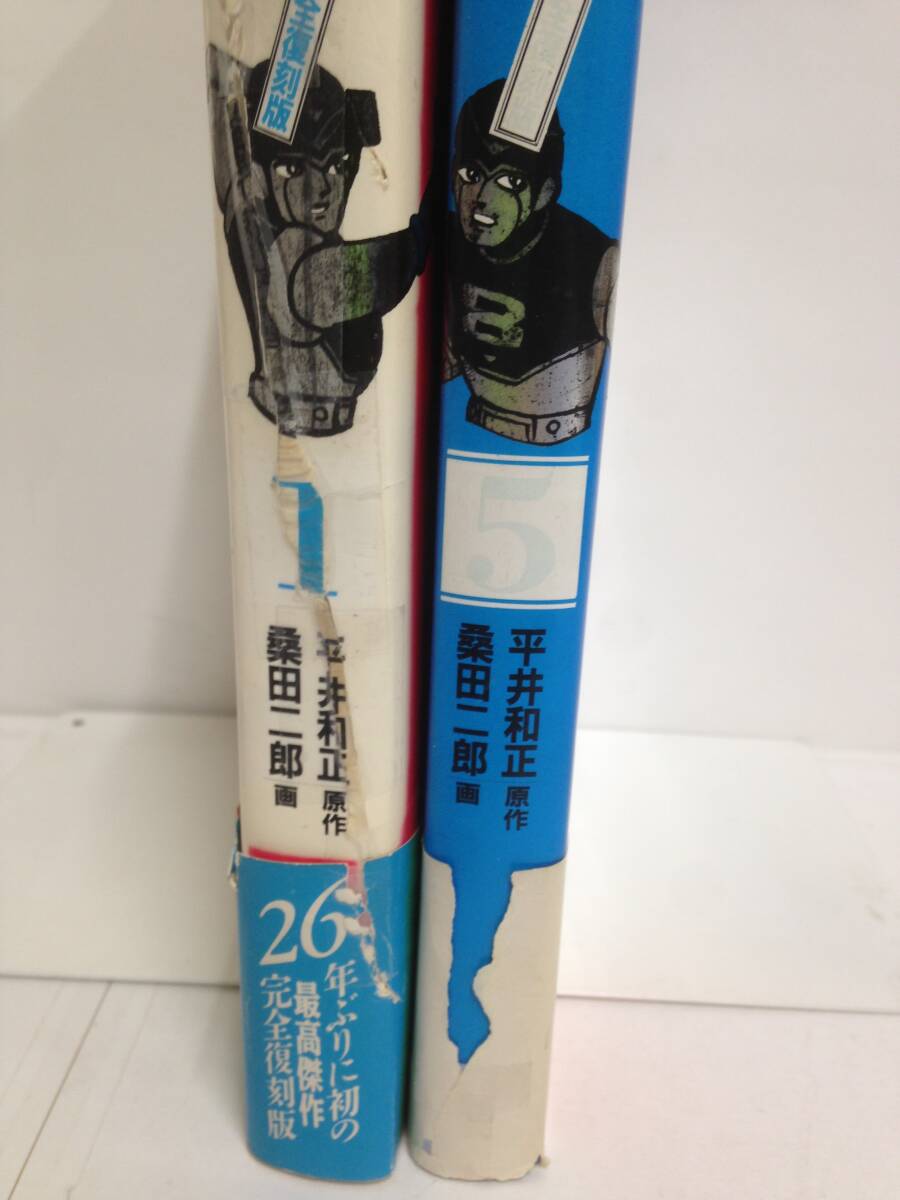 全復刻版
1
平井和正 原作
桑田二郎 画
26年ぶりに初の
最高傑作
完全復刻版
5
平井和正 原作
桑田二郎 画